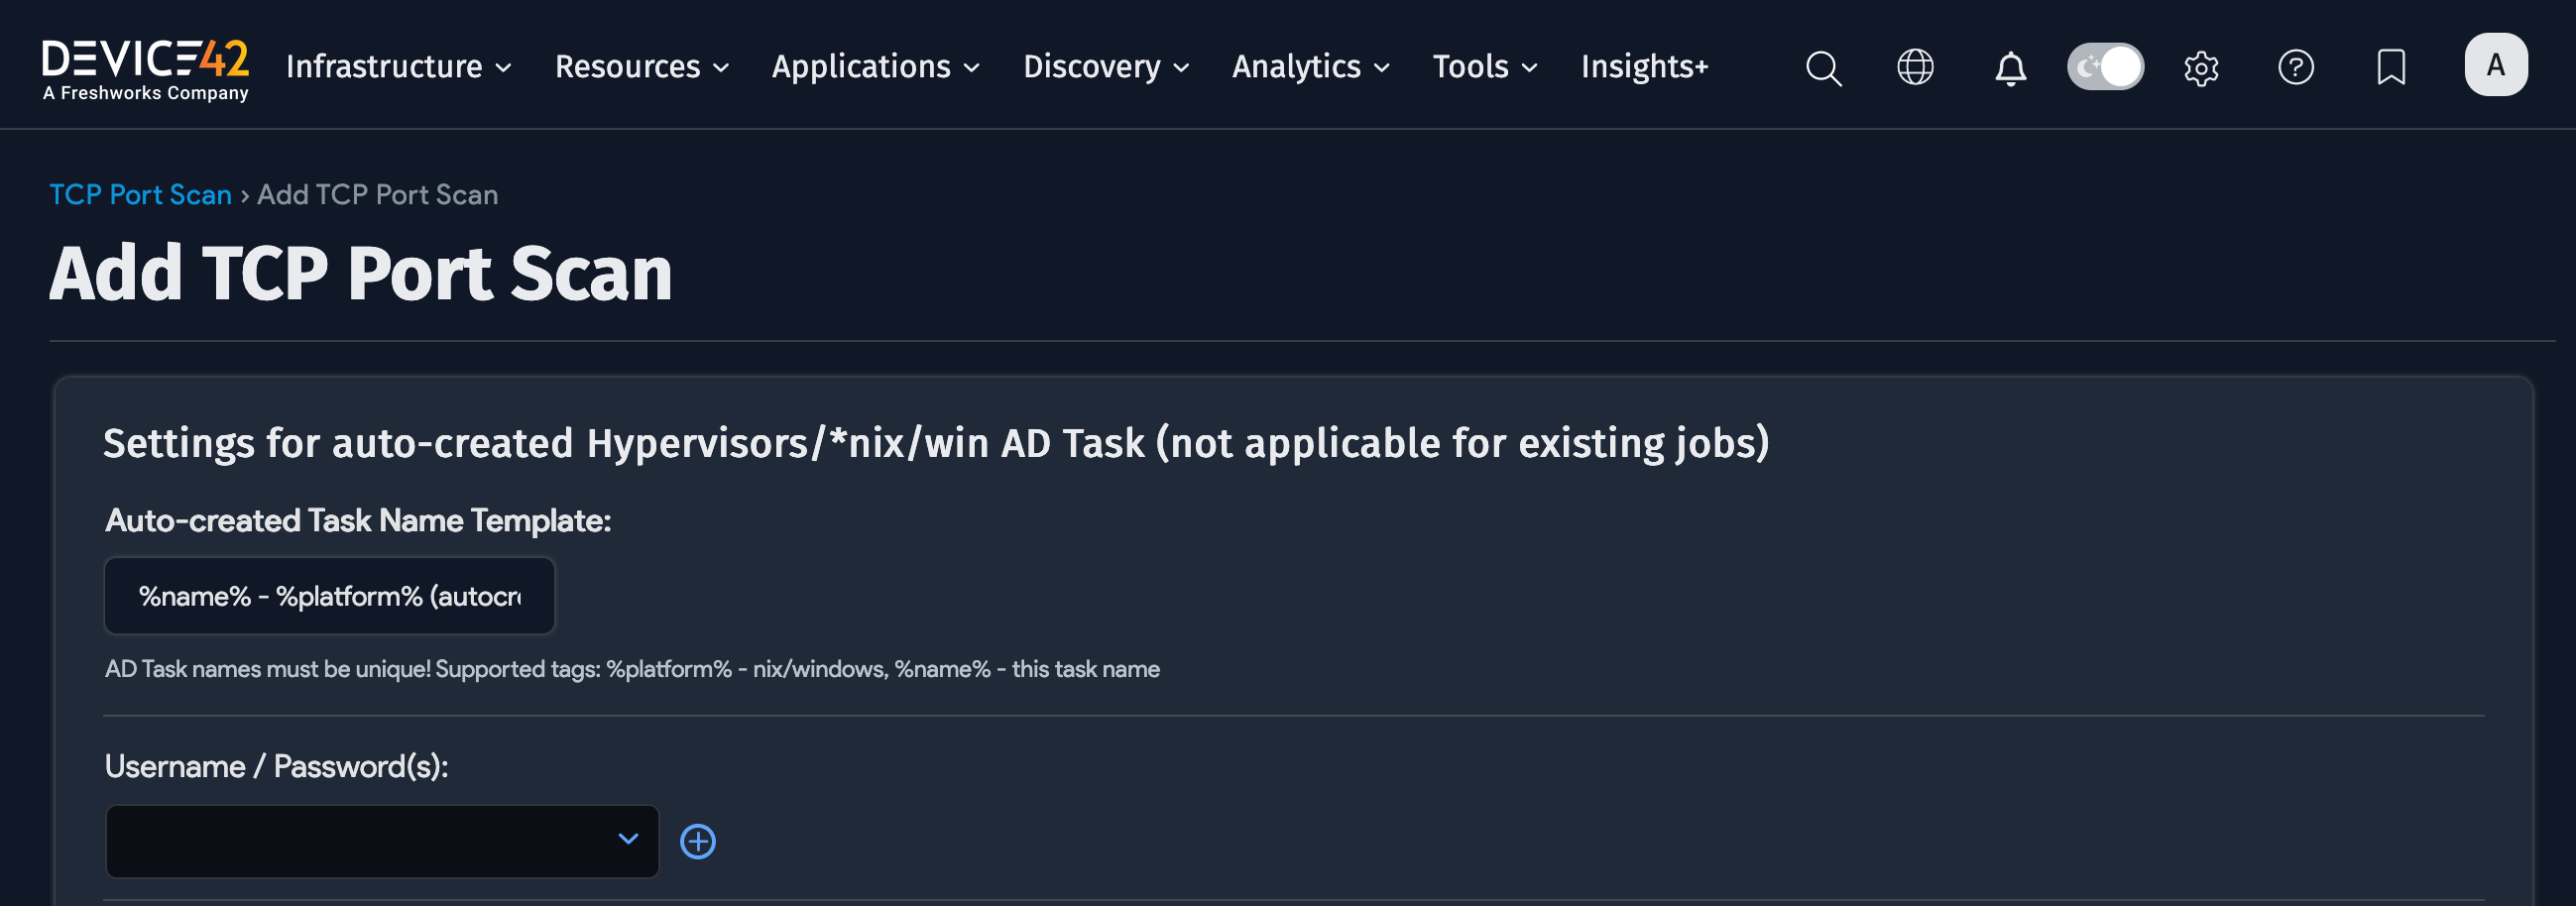 DEVICE42
A Freshworks Company
Infrastructure Resources Applications Discovery Analytics Tools Insights+
A
TCP Port Scan › Add TCP Port Scan
Add TCP Port Scan
Settings for auto-created Hypervisors/*nix/win AD Task (not applicable for existing jobs)
Auto-created Task Name Template:
%name% - %platform% (autocr
AD Task names must be unique! Supported tags: %platform% - nix/windows, %name% - this task name
Username / Password(s):